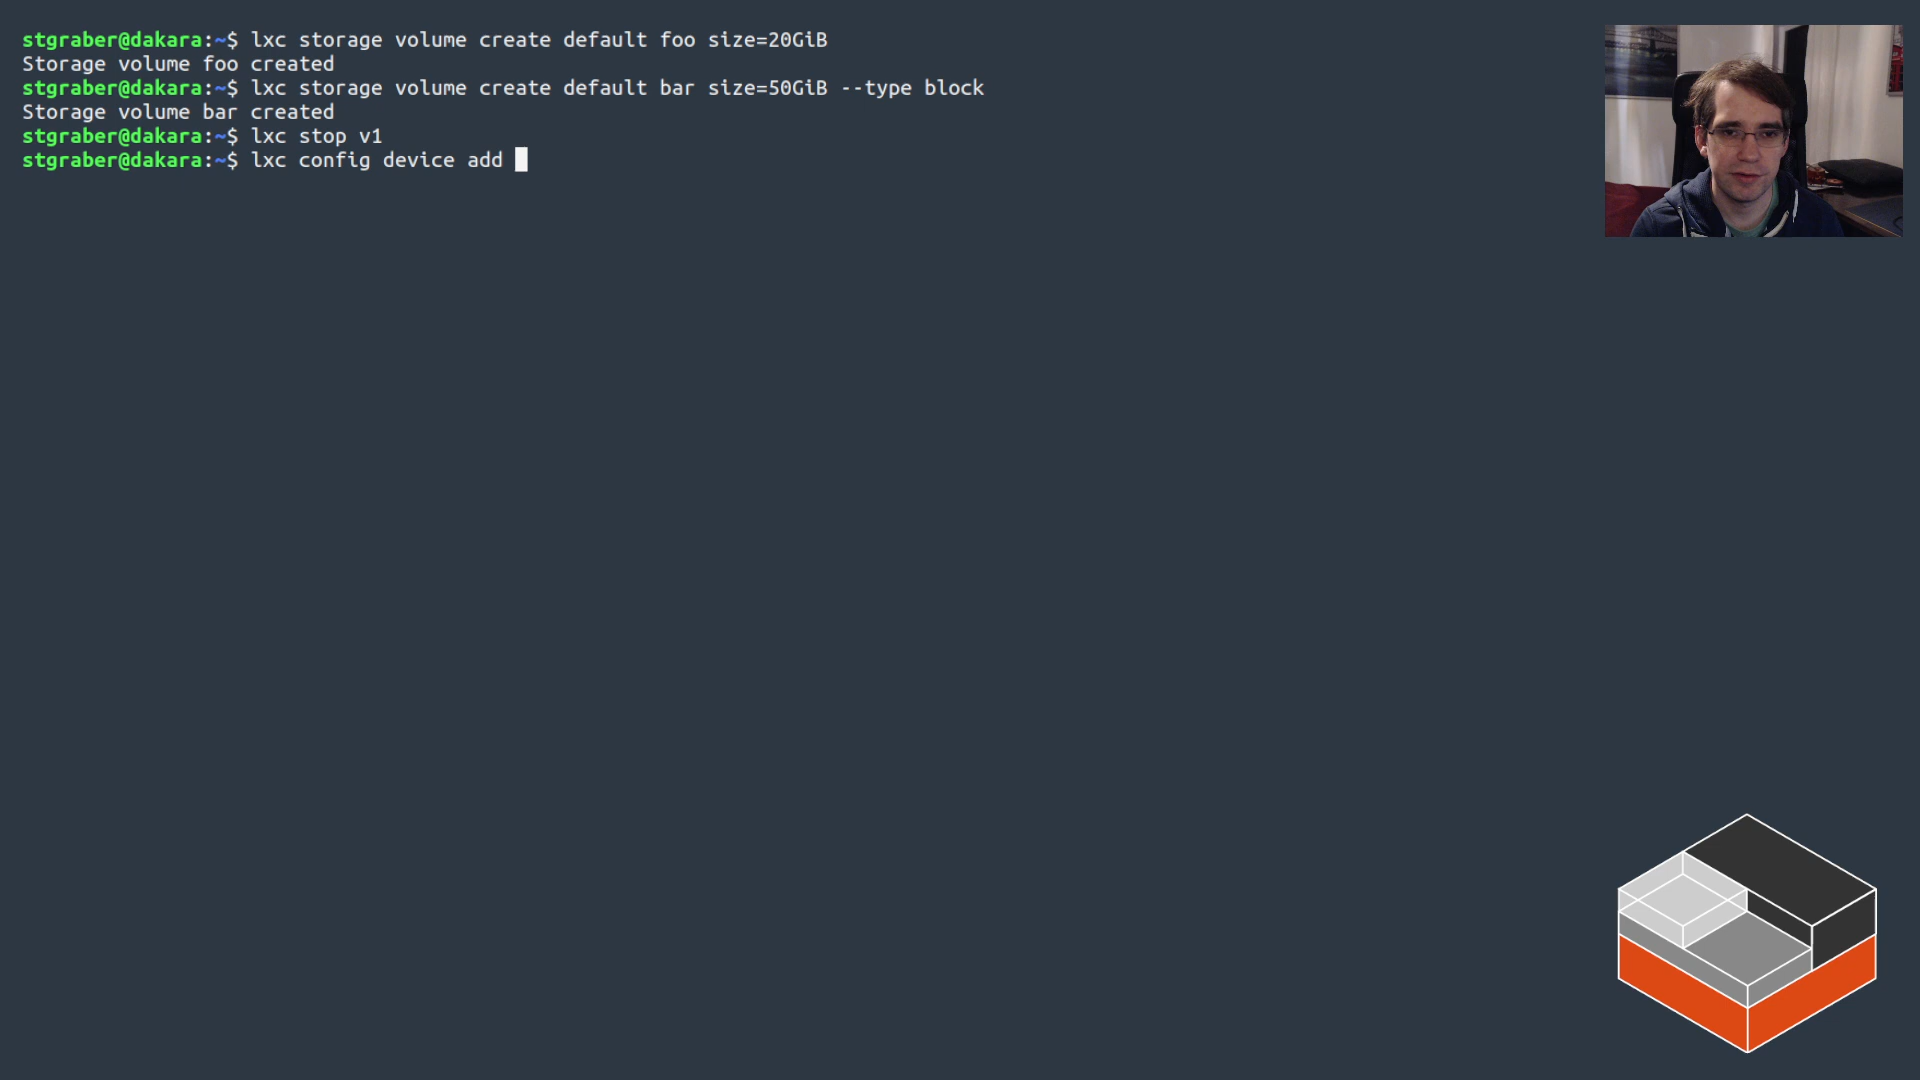 stgraber@dakara:~$ lxc storage volume create default foo size=20GiB
Storage volume foo created
stgraber@dakara:~$ lxc storage volume create default bar size=50GiB --type block
Storage volume bar created
stgraber@dakara:~$ lxc stop v1
stgraber@dakara:~$ lxc config device add